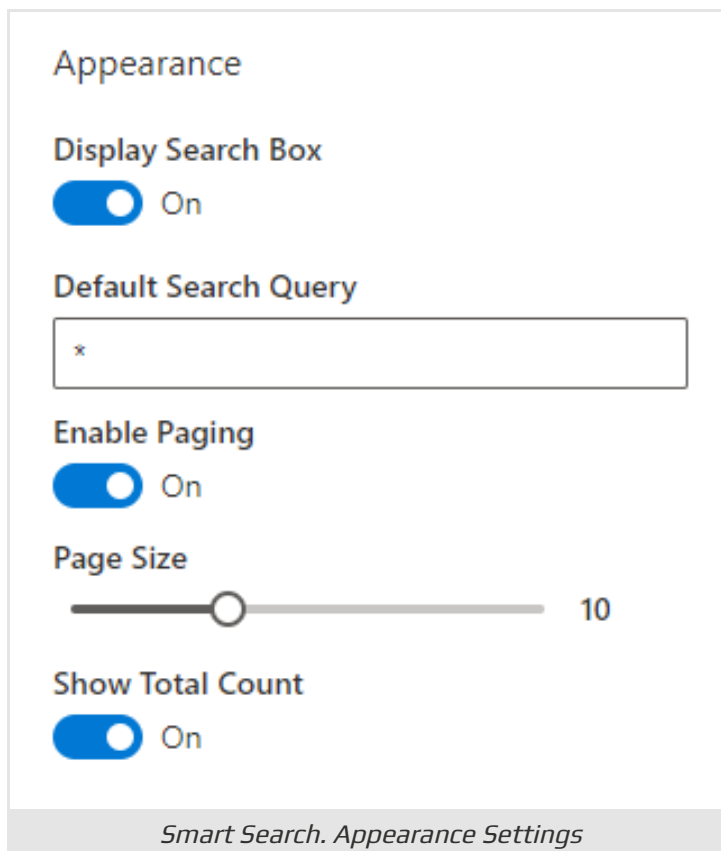 Appearance
Display Search Box
On
Default Search Query
*
Enable Paging
On
Page Size
10
Show Total Count
On
Smart Search. Appearance Settings